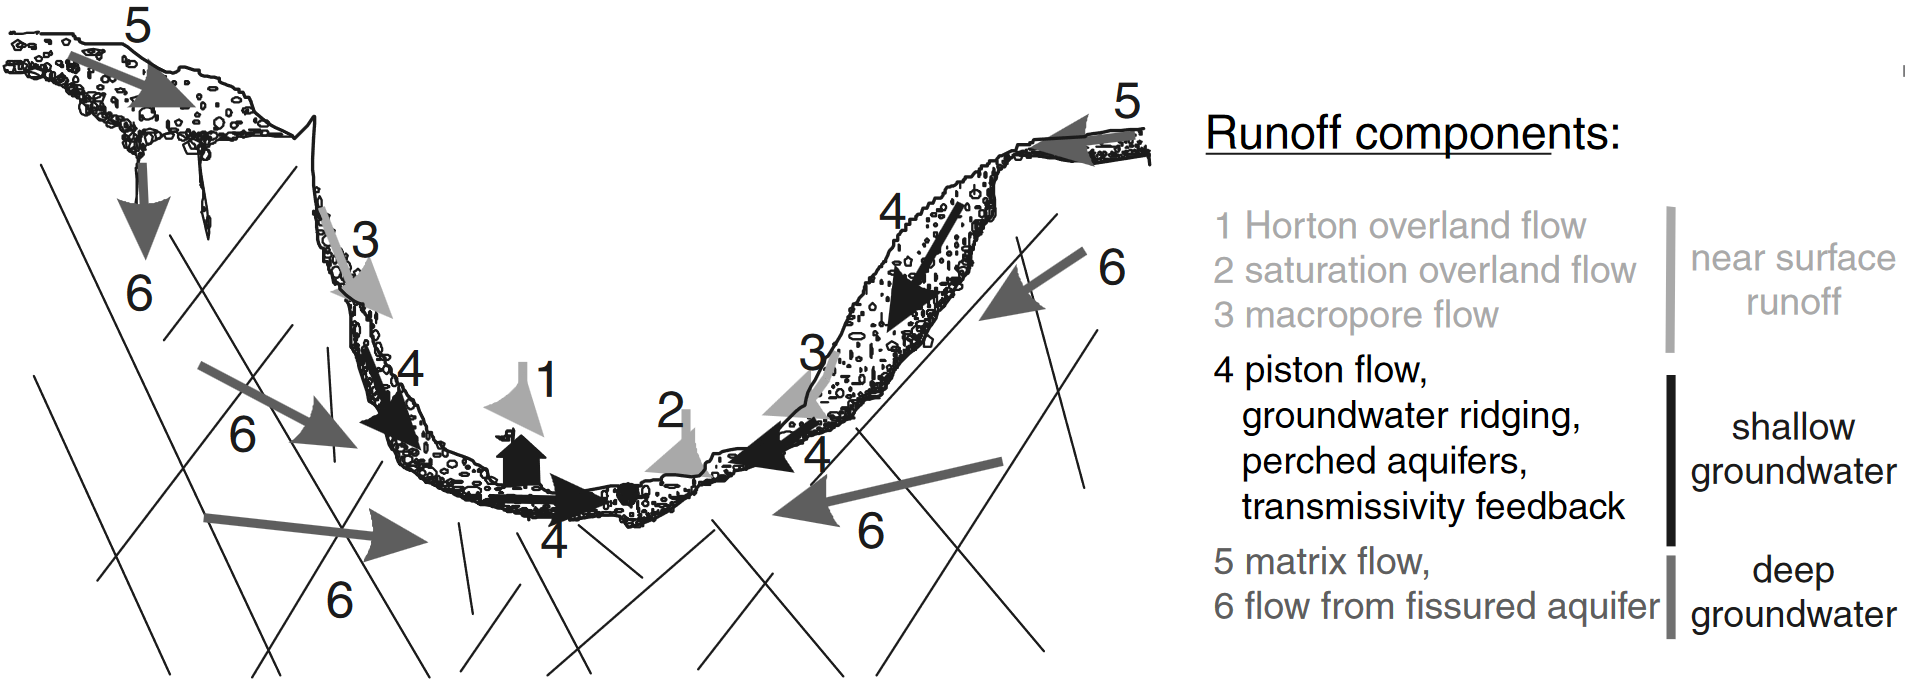 5
5
Runoff components:
4
3
6
6
1 Horton overland flow
2 saturation overland flow
3 macropore flow
near surface
runoff
4
1
3
2
4 piston flow,
groundwater ridging,
perched aquifers,
transmissivity feedback
shallow
groundwater
6
4
4
6
5 matrix flow,
6 flow from fissured aquifer
deep
groundwater
6